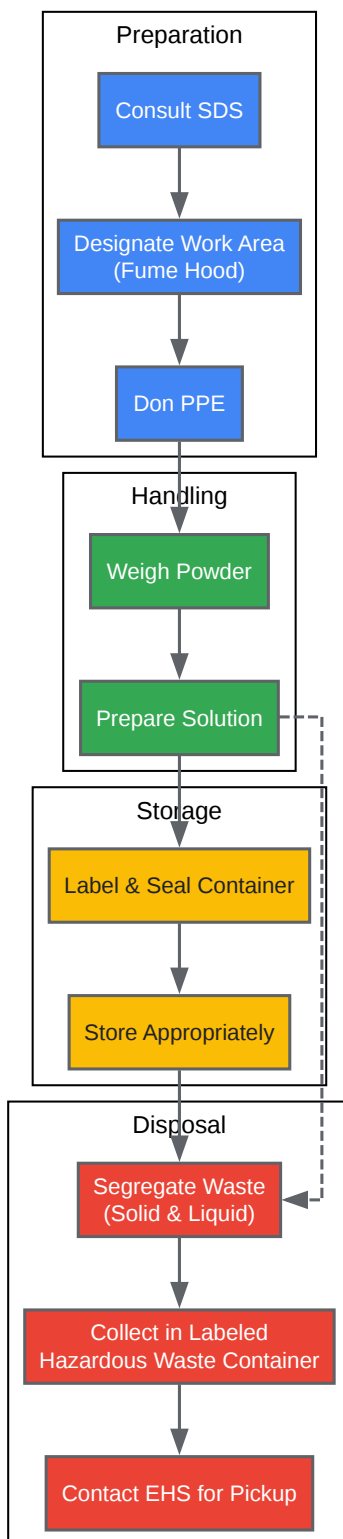 Preparation
Consult SDS
Designate Work Area
(Fume Hood)
Don PPE
Handling
Weigh Powder
Prepare Solution
Storage
Label & Seal Container
Store Appropriately
Disposal
Segregate Waste
(Solid & Liquid)
Collect in Labeled
Hazardous Waste Container
Contact EHS for Pickup